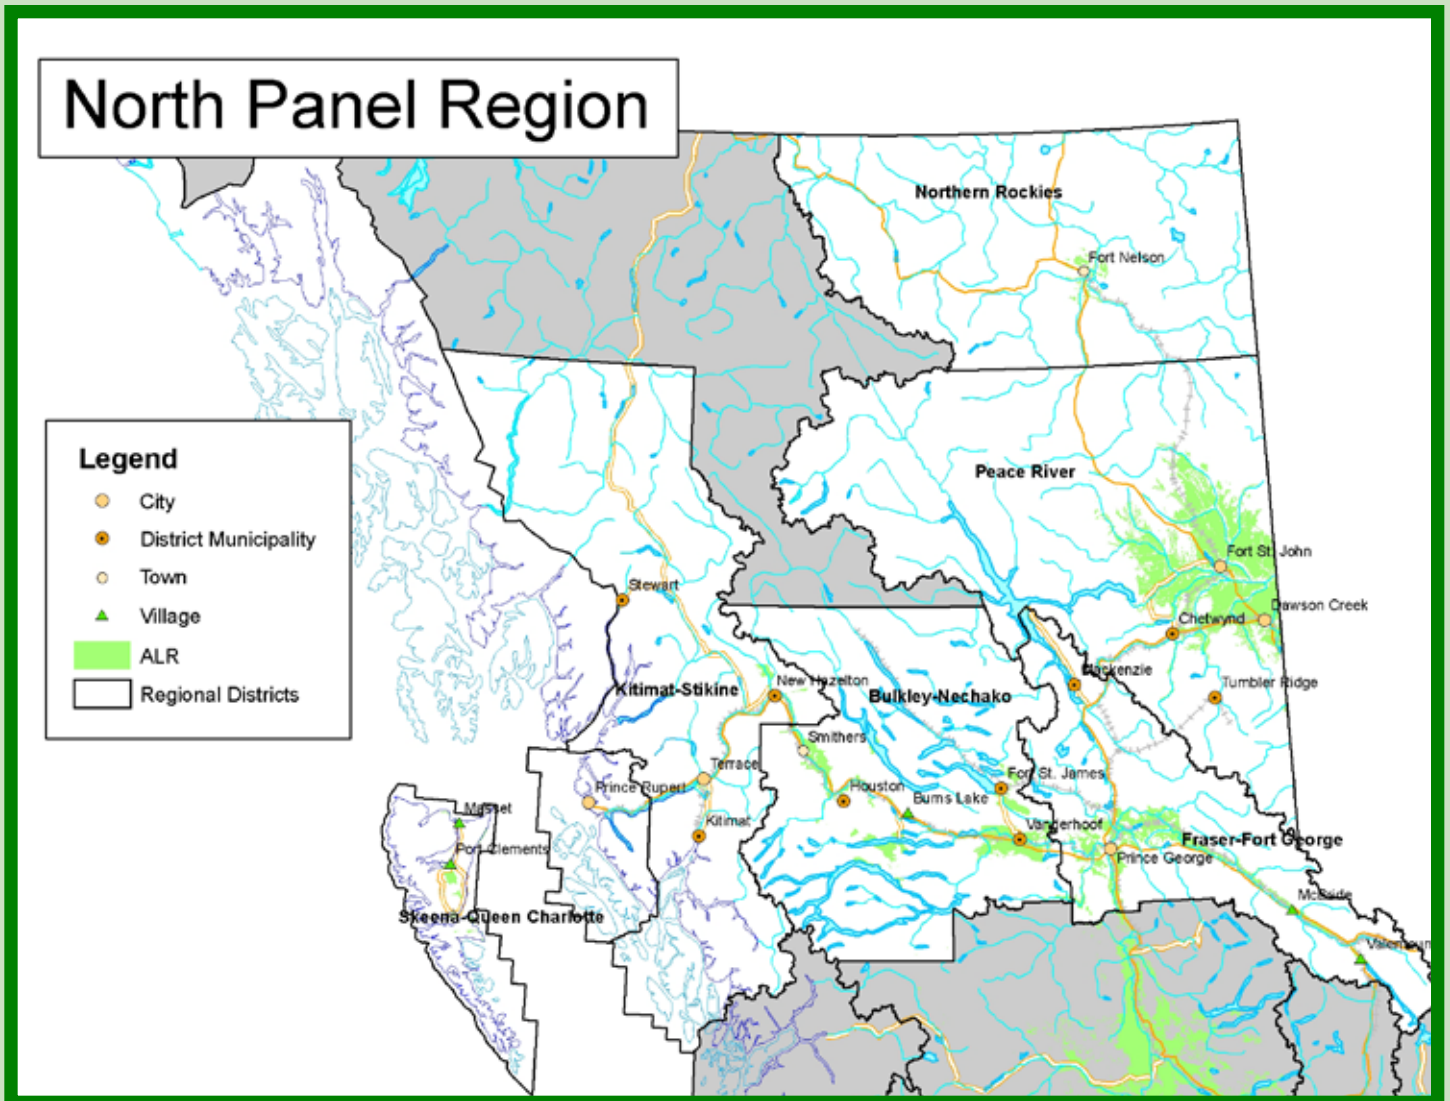 North Panel Region
Northern Rockies
Fort Nelson
Legend
City
District Municipality
Town
Village
ALR
Regional Districts
Peace River
Fort St. John
Stewart
Dawson Creek
Chetwynd
Mackenzie
New Hazelton
Tumbler Ridge
Kitimat-Stikine
Bulkley-Nechako
Smithers
Terrace
Fort St. James
Prince Rupert
Houston
Burns Lake
Masset
Kitimat
Vanderhoof
Port Clements
Fraser-Fort George
Prince George
McBride
Skeena-Queen Charlotte
Valemoun